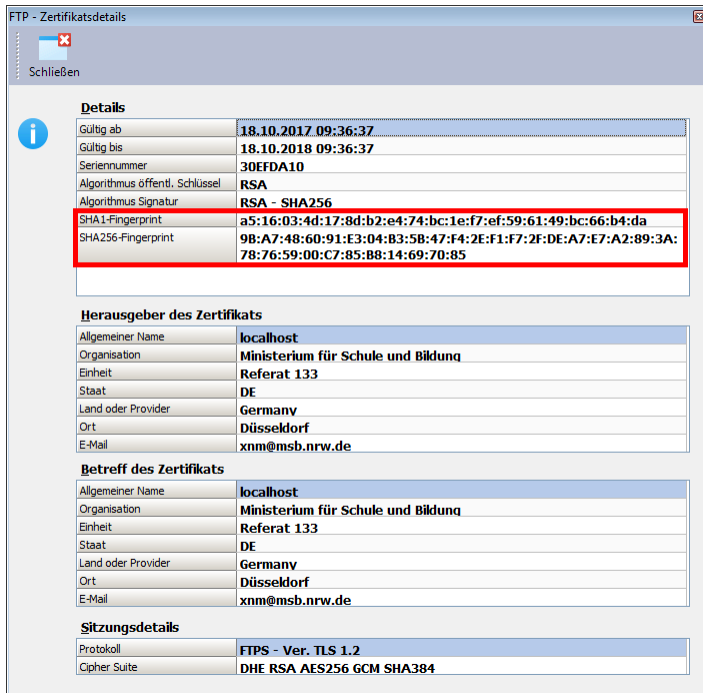 FTP - Zertifikatsdetails
Schließen
Details
Gültig ab 18.10.2017 09:36:37
Gültig bis 18.10.2018 09:36:37
Seriennummer 30EFDA10
Algorithmus öffentl. Schlüssel RSA
Algorithmus Signatur RSA - SHA256
SHA1-Fingerprint a5:16:03:4d:17:8d:b2:e4:74:bc:1e:f7:ef:59:61:49:bc:66:b4:da
SHA256-Fingerprint 9B:A7:48:60:91:E3:04:B3:5B:47:F4:2E:F1:F7:2F:DE:A7:E7:A2:89:3A:
78:76:59:00:C7:85:B8:14:69:70:85
Herausgeber des Zertifikats
Allgemeiner Name localhost
Organisation Ministerium für Schule und Bildung
Einheit Referat 133
Staat DE
Land oder Provider Germany
Ort Düsseldorf
E-Mail xnm@msb.nrw.de
Betreff des Zertifikats
Allgemeiner Name localhost
Organisation Ministerium für Schule und Bildung
Einheit Referat 133
Staat DE
Land oder Provider Germany
Ort Düsseldorf
E-Mail xnm@msb.nrw.de
Sitzungsdetails
Protokoll FTPS - Ver. TLS 1.2
Cipher Suite DHE RSA AES256 GCM SHA384